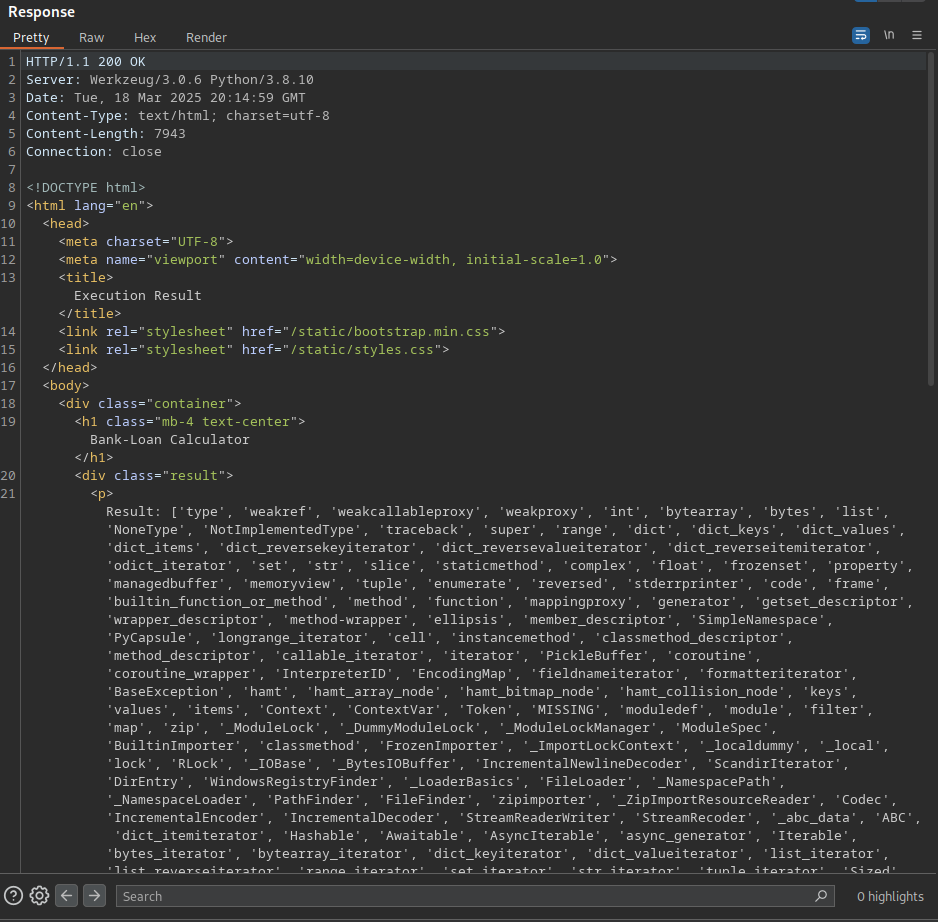 Response
Pretty Raw Hex Render \n
1 HTTP/1.1 200 OK
2 Server: Werkzeug/3.0.6 Python/3.8.10
3 Date: Tue, 18 Mar 2025 20:14:59 GMT
4 Content-Type: text/html; charset=utf-8
5 Content-Length: 7943
6 Connection: close
7
8 <!DOCTYPE html>
9 <html lang="en">
10 <head>
11 <meta charset="UTF-8">
12 <meta name="viewport" content="width=device-width, initial-scale=1.0">
13 <title>
Execution Result
</title>
14 <link rel="stylesheet" href="/static/bootstrap.min.css">
15 <link rel="stylesheet" href="/static/styles.css">
16 </head>
17 <body>
18 <div class="container">
19 <h1 class="mb-4 text-center">
Bank-Loan Calculator
</h1>
20 <div class="result">
21 <p>
Result: ['type', 'weakref', 'weakcallableproxy', 'weakproxy', 'int', 'bytearray', 'bytes', 'list',
'NoneType', 'NotImplementedType', 'traceback', 'super', 'range', 'dict', 'dict_keys', 'dict_values',
'dict_items', 'dict_reversekeyiterator', 'dict_reversevalueiterator', 'dict_reverseitemiterator',
'odict_iterator', 'set', 'str', 'slice', 'staticmethod', 'complex', 'float', 'frozenset', 'property',
'managedbuffer', 'memoryview', 'tuple', 'enumerate', 'reversed', 'stderrprinter', 'code', 'frame',
'builtin_function_or_method', 'method', 'function', 'mappingproxy', 'generator', 'getset_descriptor',
'wrapper_descriptor', 'method-wrapper', 'ellipsis', 'member_descriptor', 'SimpleNamespace',
'PyCapsule', 'longrange_iterator', 'cell', 'instancemethod', 'classmethod_descriptor',
'method_descriptor', 'callable_iterator', 'iterator', 'PickleBuffer', 'coroutine',
'coroutine_wrapper', 'InterpreterID', 'EncodingMap', 'fieldnameiterator', 'formatteriterator',
'BaseException', 'hamt', 'hamt_array_node', 'hamt_bitmap_node', 'hamt_collision_node', 'keys',
'values', 'items', 'Context', 'ContextVar', 'Token', 'MISSING', 'moduledef', 'module', 'filter',
'map', 'zip', '_ModuleLock', '_DummyModuleLock', '_ModuleLockManager', 'ModuleSpec',
'BuiltinImporter', 'classmethod', 'FrozenImporter', '_ImportLockContext', '_localdummy', '_local',
'lock', 'RLock', '_IOBase', '_BytesIOBuffer', 'IncrementalNewlineDecoder', 'ScandirIterator',
'DirEntry', 'WindowsRegistryFinder', '_LoaderBasics', 'FileLoader', '_NamespacePath',
'_NamespaceLoader', 'PathFinder', 'FileFinder', 'zipimporter', '_ZipImportResourceReader', 'Codec',
'IncrementalEncoder', 'IncrementalDecoder', 'StreamReaderWriter', 'StreamRecoder', '_abc_data', 'ABC',
'dict_itemiterator', 'Hashable', 'Awaitable', 'AsyncIterable', 'async_generator', 'Iterable',
'bytes_iterator', 'bytearray_iterator', 'dict_keyiterator', 'dict_valueiterator', 'list_iterator',
'list_reverseiterator', 'range_iterator', 'set_iterator', 'str_iterator', 'tuple_iterator', 'Sized',
Search 0 highlights